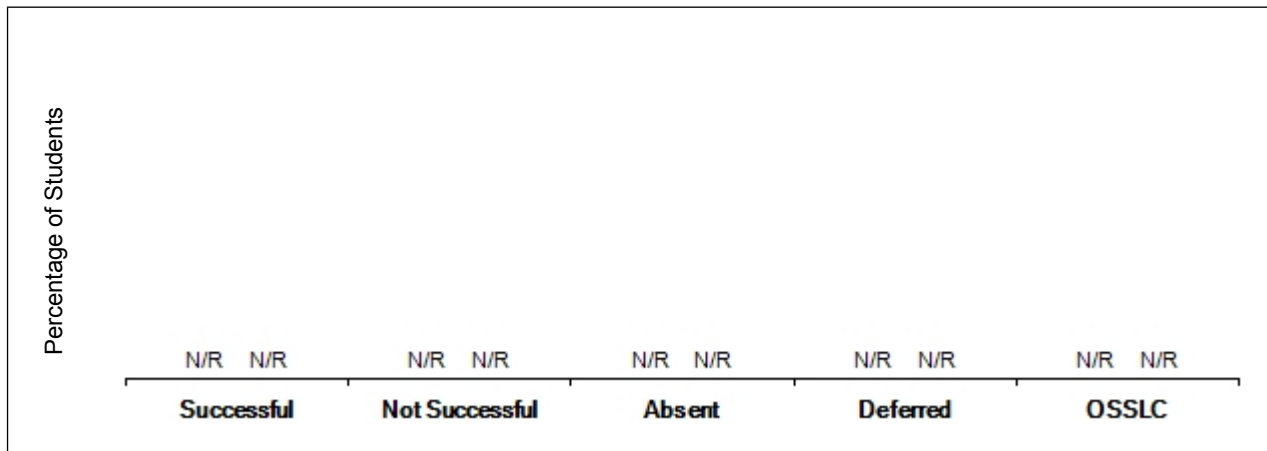 Percentage of Students
N/R N/R N/R N/R N/R N/R N/R N/R N/R N/R
Successful Not Successful Absent Deferred OSSLC